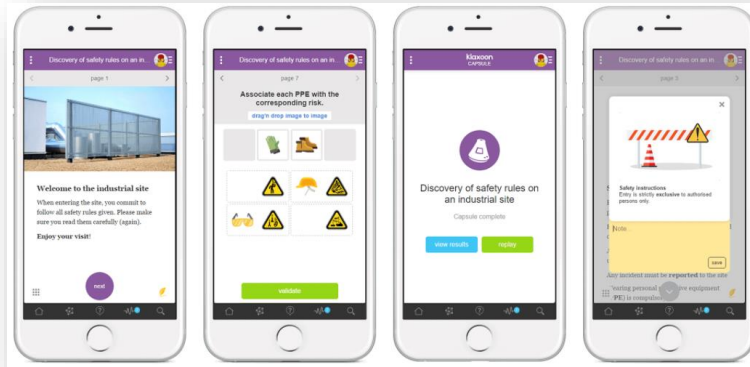 Discovery of safety rules on an in...
page 1
Welcome to the industrial site
When entering the site, you commit to
follow all safety rules given. Please make
sure you read them carefully (again).
Enjoy your visit!
next
Discovery of safety rules on an in...
page 7
Associate each PPE with the
corresponding risk.
drag'n drop image to image
validate
klaxoon
CAPSULE
Discovery of safety rules on
an industrial site
Capsule complete
view results
replay
Discovery of safety rules on an in
page 3
Safety instructions
Entry is strictly exclusive to authorised
persons only.
Note...
save
Any incident must be reported to the site
equipment
is compulsory